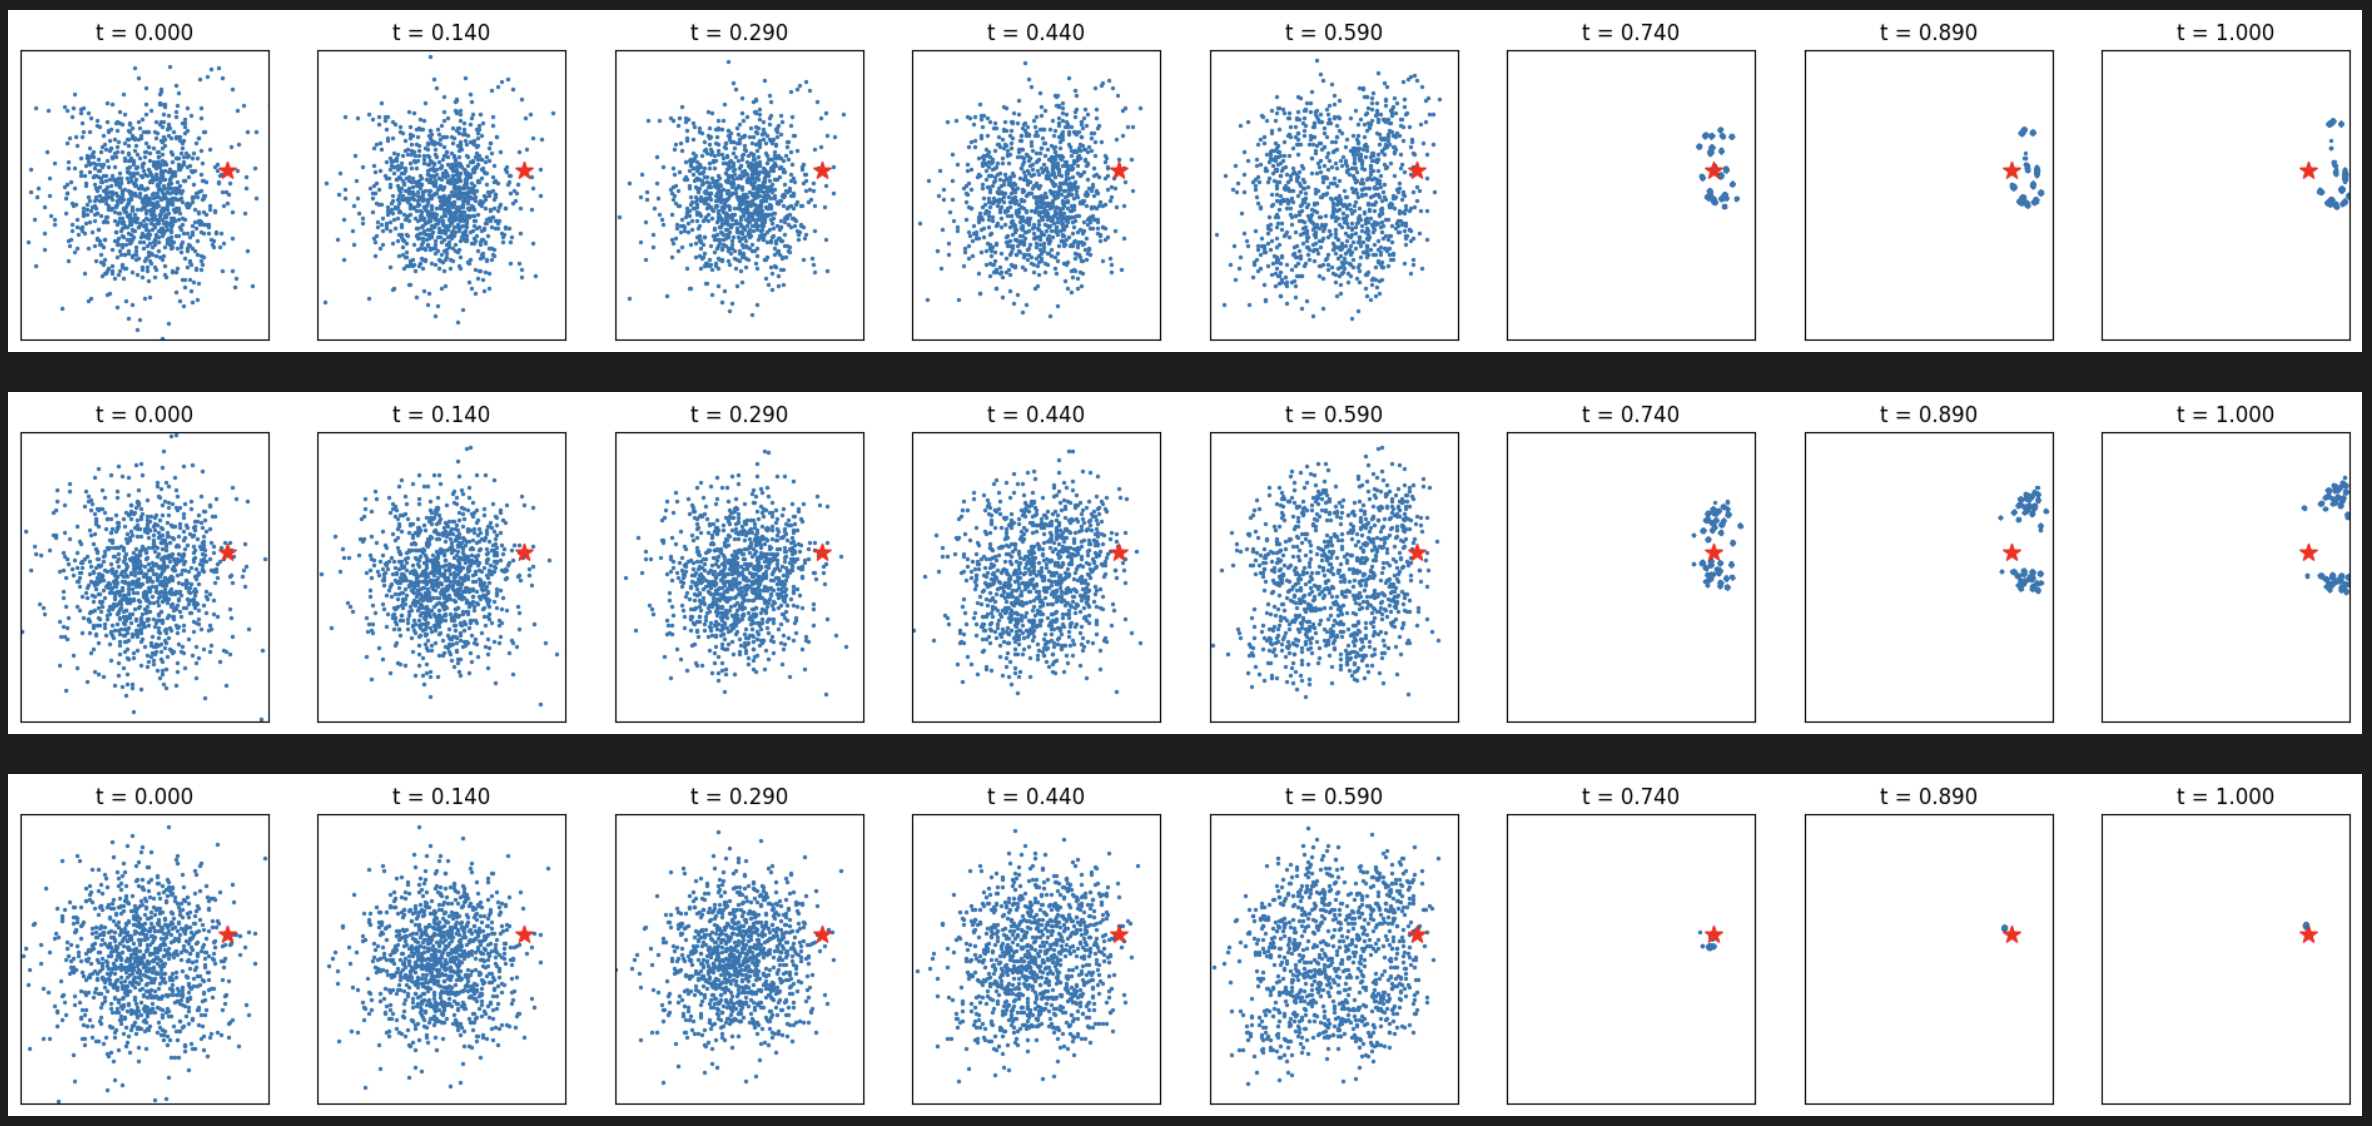 t = 0.000 t = 0.140 t = 0.290 t = 0.440 t = 0.590 t = 0.740 t = 0.890 t = 1.000
t = 0.000 t = 0.140 t = 0.290 t = 0.440 t = 0.590 t = 0.740 t = 0.890 t = 1.000
t = 0.000 t = 0.140 t = 0.290 t = 0.440 t = 0.590 t = 0.740 t = 0.890 t = 1.000